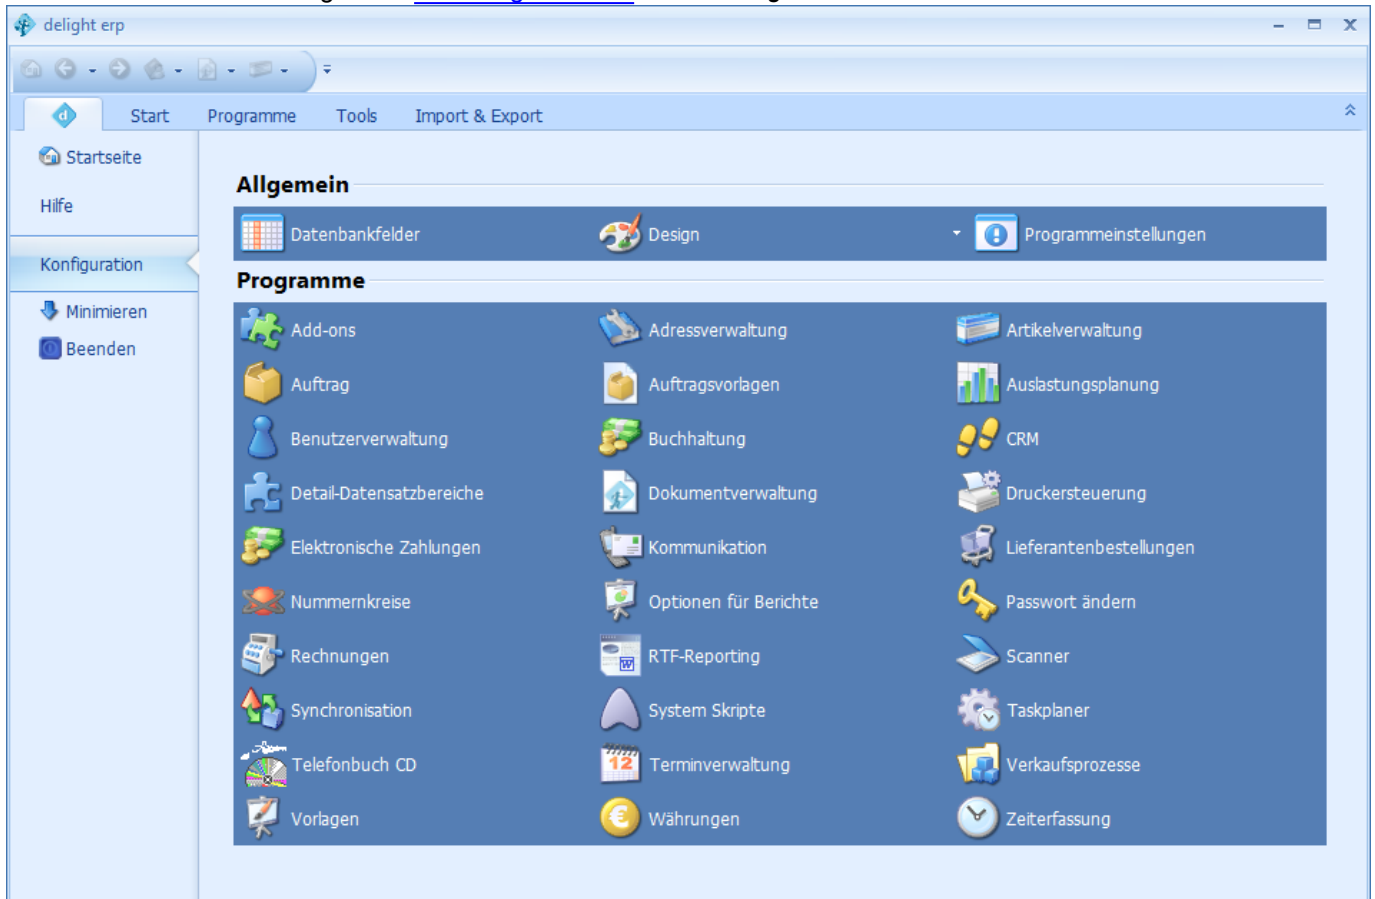 delight erp
Start Programme Tools Import & Export
Startseite
Hilfe
Konfiguration
Minimieren
Beenden
Allgemein
Datenbankfelder Design Programmeinstellungen
Programme
Add-ons Adressverwaltung Artikelverwaltung
Auftrag Auftragsvorlagen Auslastungsplanung
Benutzerverwaltung Buchhaltung CRM
Detail-Datensatzbereiche Dokumentverwaltung Druckersteuerung
Elektronische Zahlungen Kommunikation Lieferantenbestellungen
Nummernkreise Optionen für Berichte Passwort ändern
Rechnungen RTF-Reporting Scanner
Synchronisation System Skripte Taskplaner
Telefonbuch CD 12 Terminverwaltung Verkaufsprozesse
Vorlagen Währungen Zeiterfassung